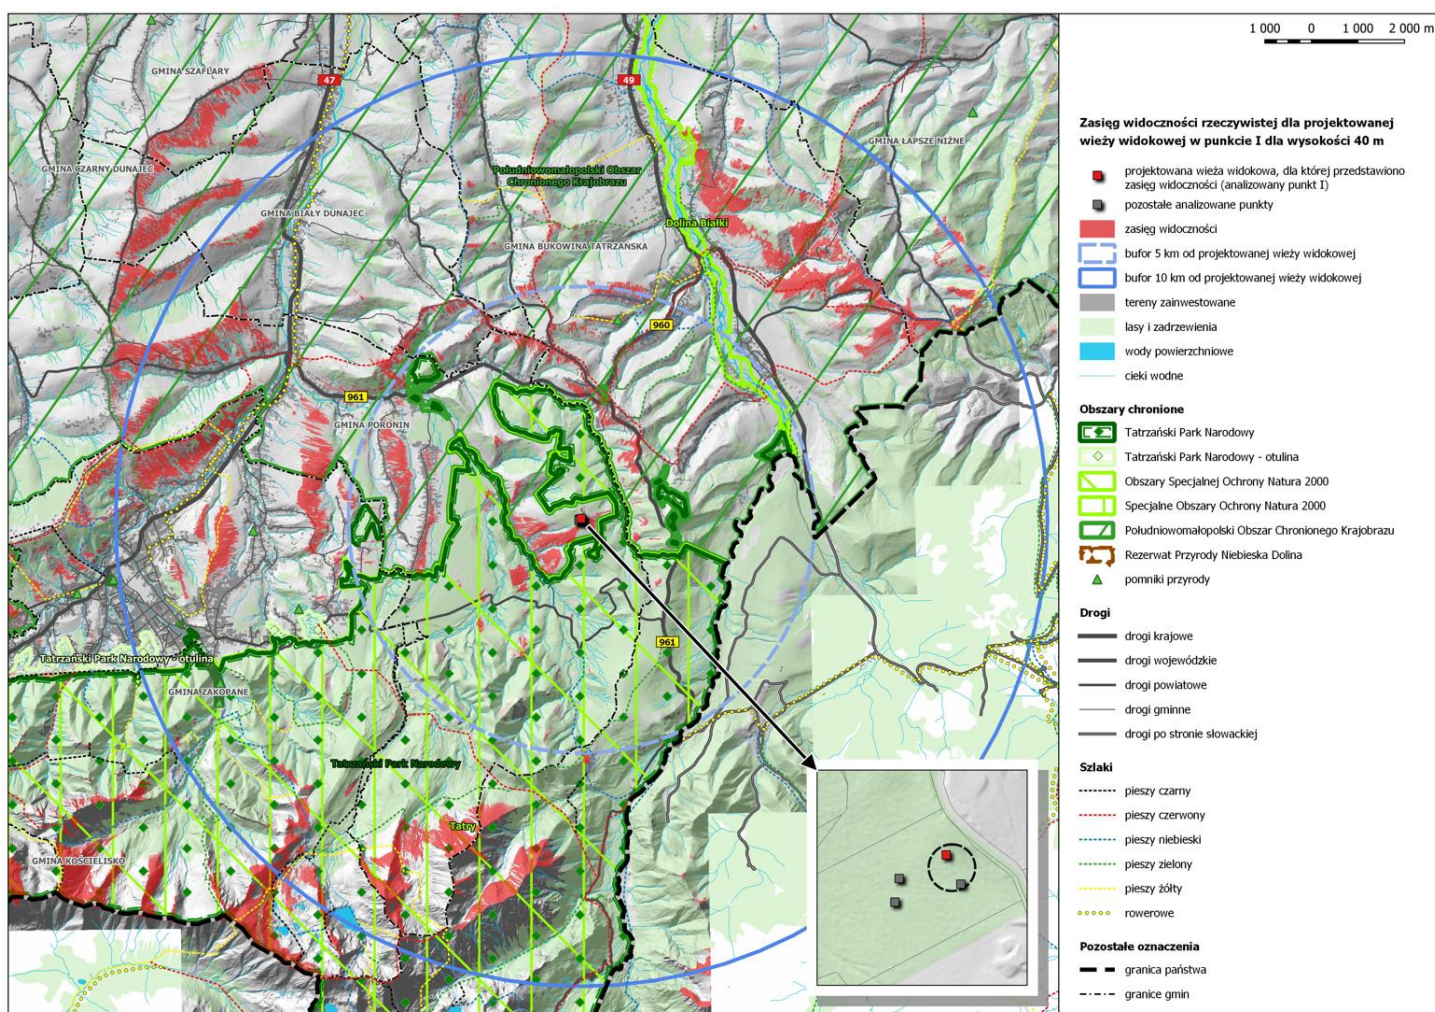 1 000 0 1 000 2 000 m
GMINA SZAFLARY
47
49
GMINA ŁAPSZE NIŻNE
GMINA CZARNY DUNAJEC
Południowomałopolski Obszar
Chronionego Krajobrazu
GMINA BIAŁY DUNAJEC
Dolina Białki
GMINA BUKOWINA TATRZAŃSKA
960
961
GMINA PORONIN
961
Tatrzański Park Narodowy - otulina
GMINA ZAKOPANE
Tatrzański Park Narodowy
Tatry
GMINA KOŚCIELISKO
Zasięg widoczności rzeczywistej dla projektowanej
wieży widokowej w punkcie I dla wysokości 40 m
projektowana wieża widokowa, dla której przedstawiono
zasięg widoczności (analizowany punkt I)
pozostałe analizowane punkty
zasięg widoczności
bufor 5 km od projektowanej wieży widokowej
bufor 10 km od projektowanej wieży widokowej
tereny zainwestowane
lasy i zadrzewienia
wody powierzchniowe
cieki wodne
Obszary chronione
Tatrzański Park Narodowy
Tatrzański Park Narodowy - otulina
Obszary Specjalnej Ochrony Natura 2000
Specjalne Obszary Ochrony Natura 2000
Południowomałopolski Obszar Chronionego Krajobrazu
Rezerwat Przyrody Niebieska Dolina
pomniki przyrody
Drogi
drogi krajowe
drogi wojewódzkie
drogi powiatowe
drogi gminne
drogi po stronie słowackiej
Szlaki
pieszy czarny
pieszy czerwony
pieszy niebieski
pieszy zielony
pieszy żółty
rowerowe
Pozostałe oznaczenia
granica państwa
granice gmin